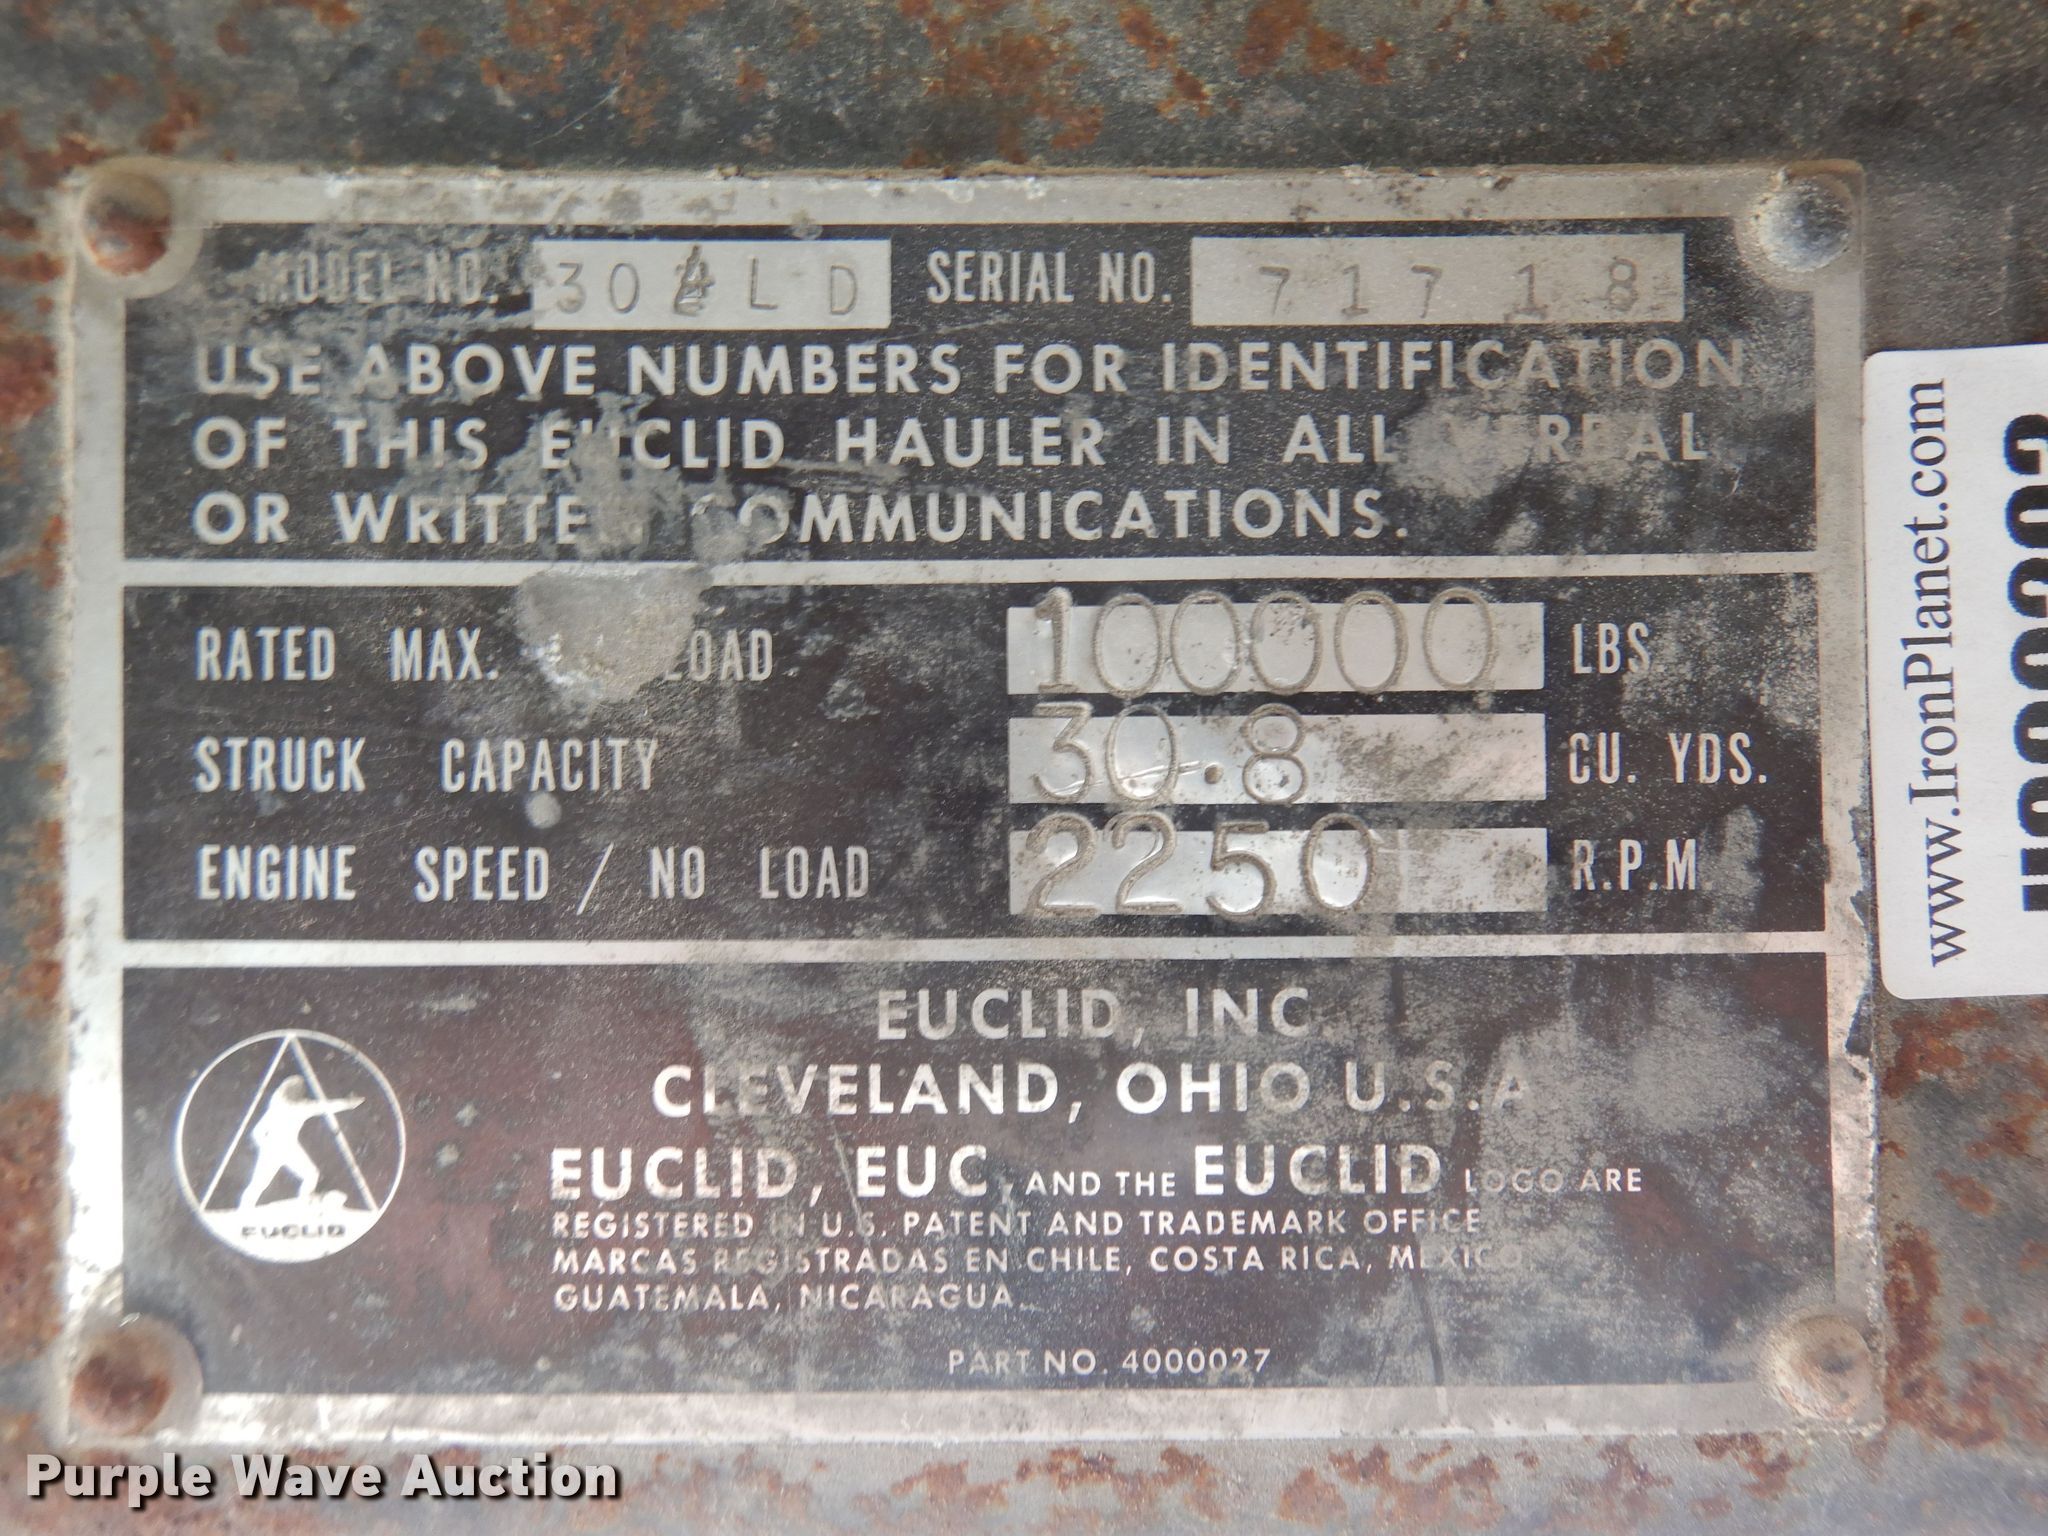 MODEL NO. 304LD SERIAL NO. 71718
USE ABOVE NUMBERS FOR IDENTIFICATION
OF THIS EUCLID HAULER IN ALL VERBAL
OR WRITTEN COMMUNICATIONS.
RATED MAX. LOAD 100000 LBS
STRUCK CAPACITY 30.8 CU. YDS.
ENGINE SPEED / NO LOAD 2250 R.P.M.
EUCLID, INC.
CLEVELAND, OHIO U.S.A
EUCLID, EUC, AND THE EUCLID LOGO ARE
REGISTERED IN U.S. PATENT AND TRADEMARK OFFICE
MARCAS REGISTRADAS EN CHILE, COSTA RICA, MEXICO
GUATEMALA, NICARAGUA.
PART NO. 4000027
EUCLID
www.IronPlanet.com
Purple Wave Auction